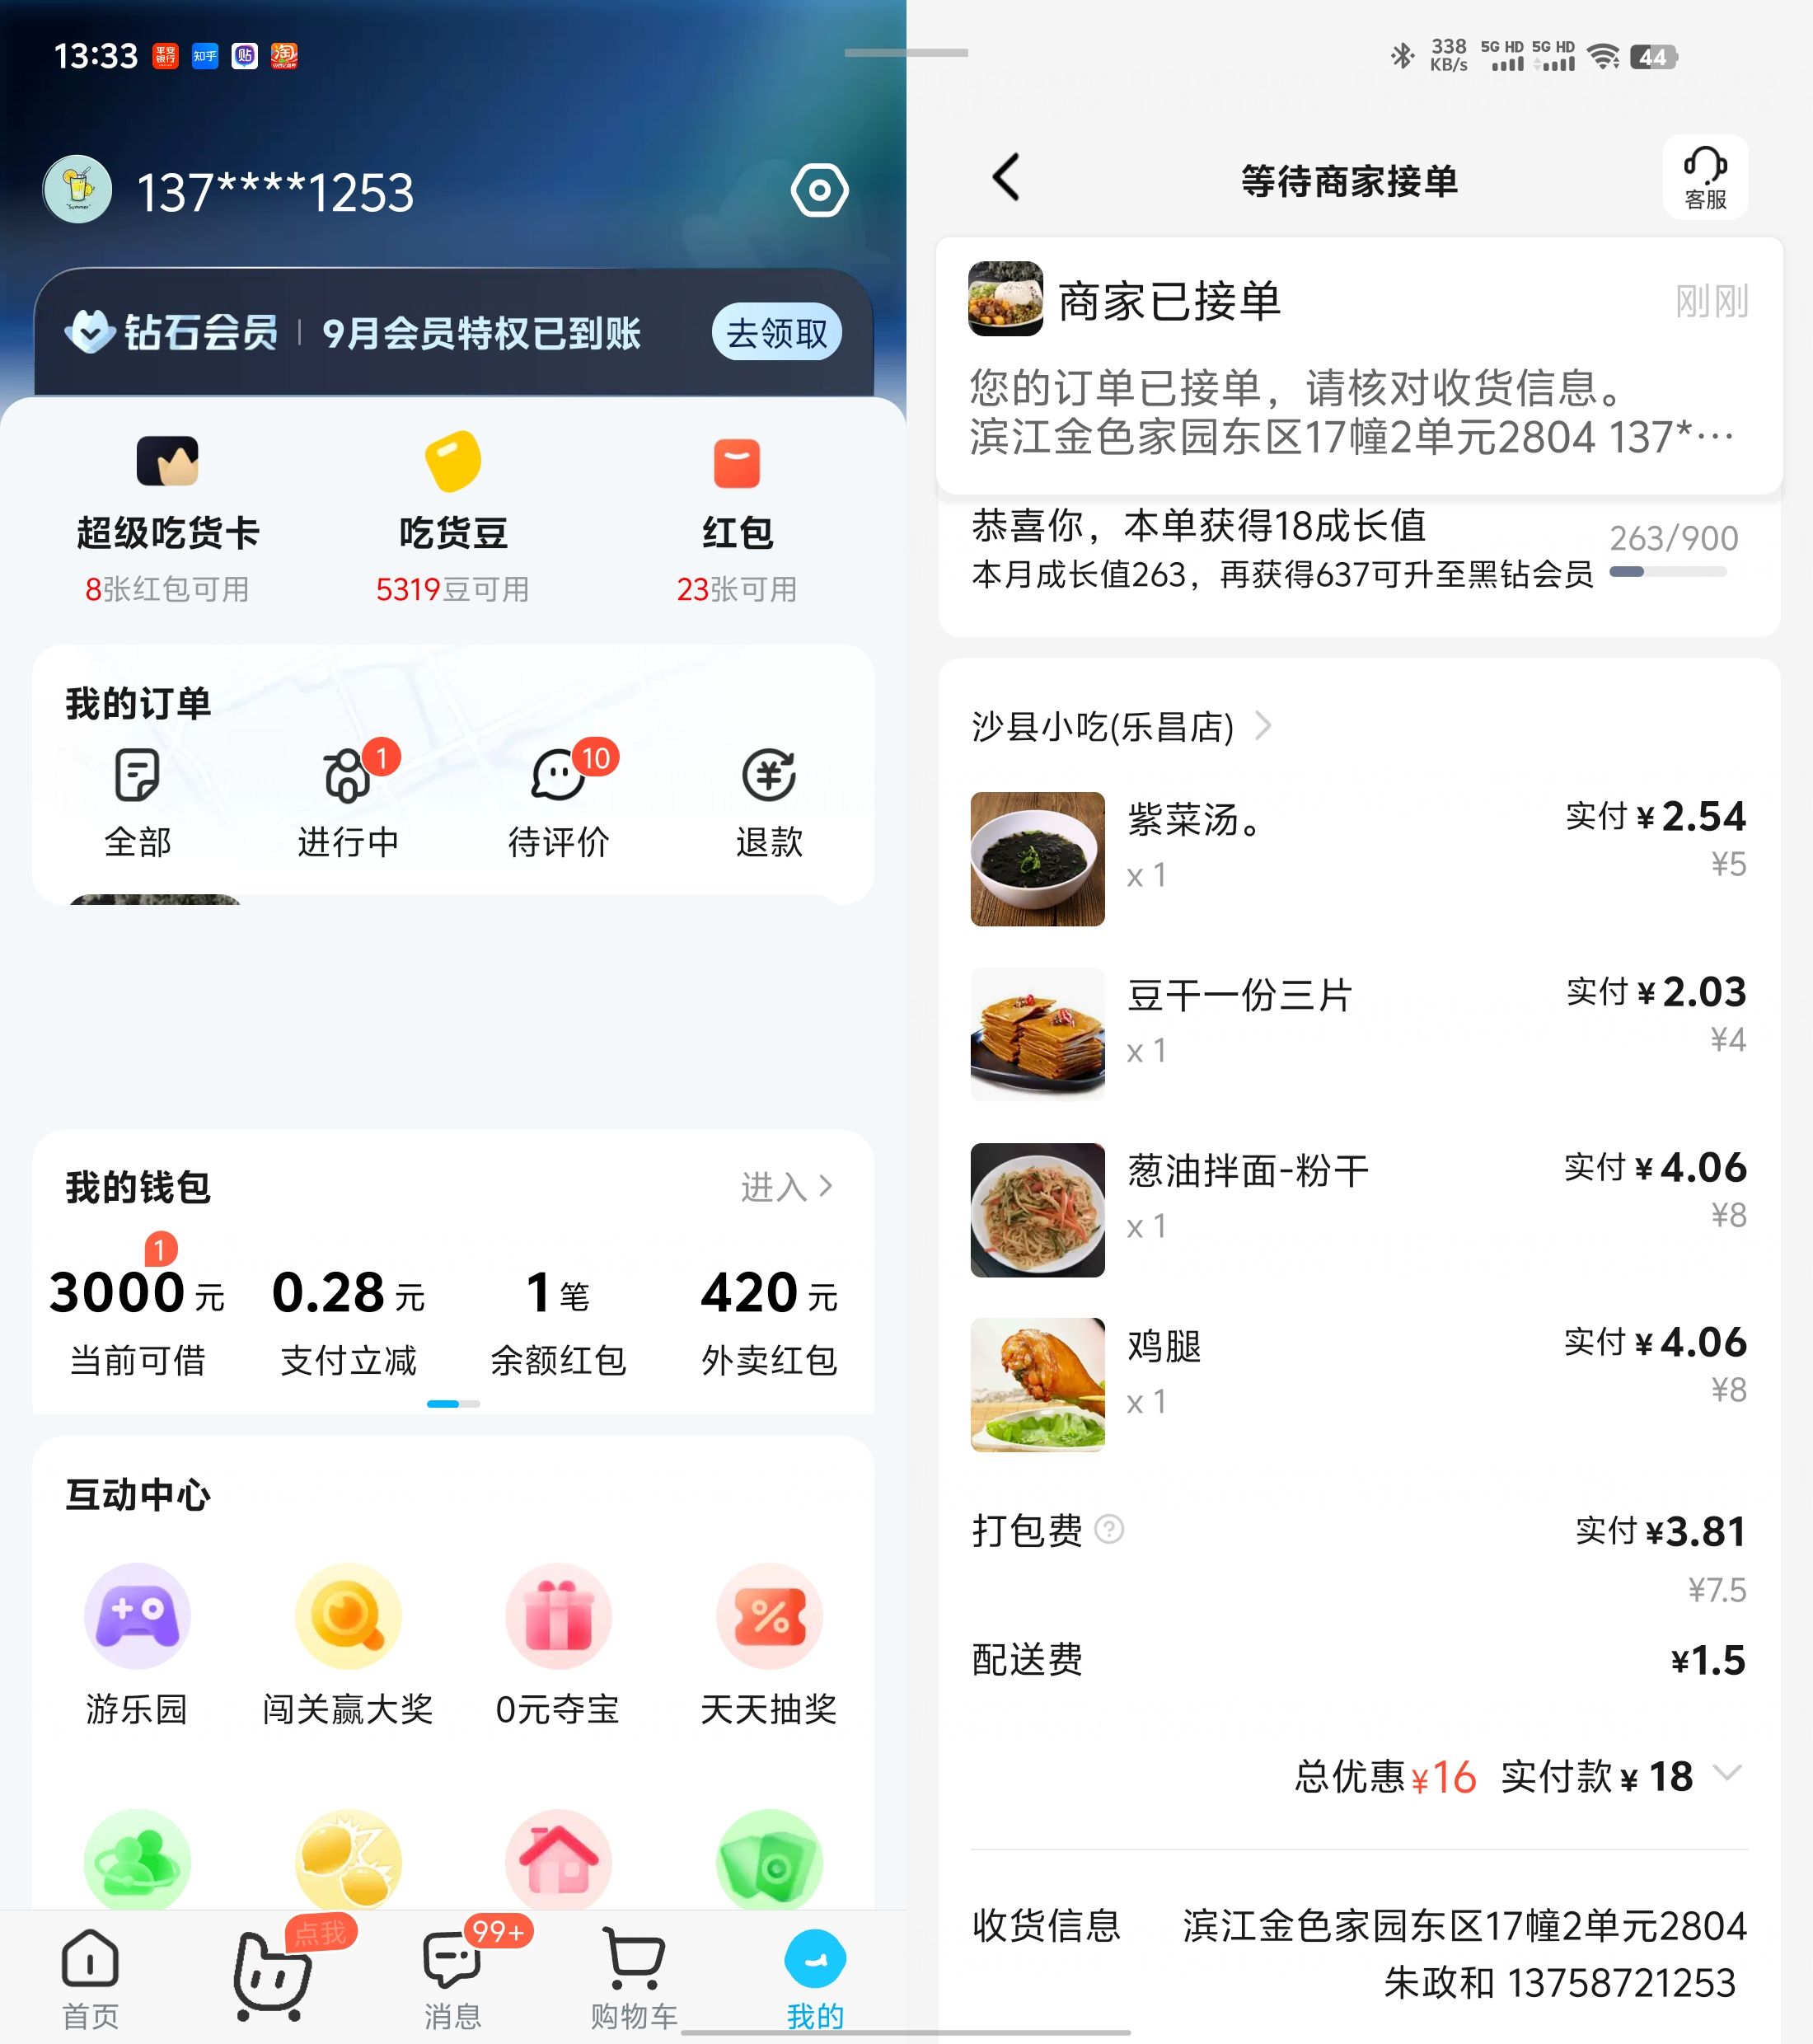 13:33
平安银行
知乎
贴
淘
338 KB/s
5G HD 5G HD
44
137****1253
钻石会员 | 9月会员特权已到账
去领取
超级吃货卡
吃货豆
红包
8张红包可用
5319豆可用
23张可用
我的订单
1
10
全部
进行中
待评价
退款
我的钱包
进入
1
3000元
0.28元
1笔
420元
当前可借
支付立减
余额红包
外卖红包
互动中心
游乐园
闯关赢大奖
0元夺宝
天天抽奖
点我
99+
首页
消息
购物车
我的
等待商家接单
客服
商家已接单
刚刚
您的订单已接单，请核对收货信息。
滨江金色家园东区17幢2单元2804 137*…
恭喜你，本单获得18成长值
263/900
本月成长值263，再获得637可升至黑钻会员
沙县小吃(乐昌店)
紫菜汤。
实付 ¥ 2.54
x 1
¥5
豆干一份三片
实付 ¥ 2.03
x 1
¥4
葱油拌面-粉干
实付 ¥ 4.06
x 1
¥8
鸡腿
实付 ¥ 4.06
x 1
¥8
打包费 ?
实付 ¥3.81
¥7.5
配送费
¥1.5
总优惠¥16 实付款 ¥ 18
收货信息
滨江金色家园东区17幢2单元2804
朱政和 13758721253